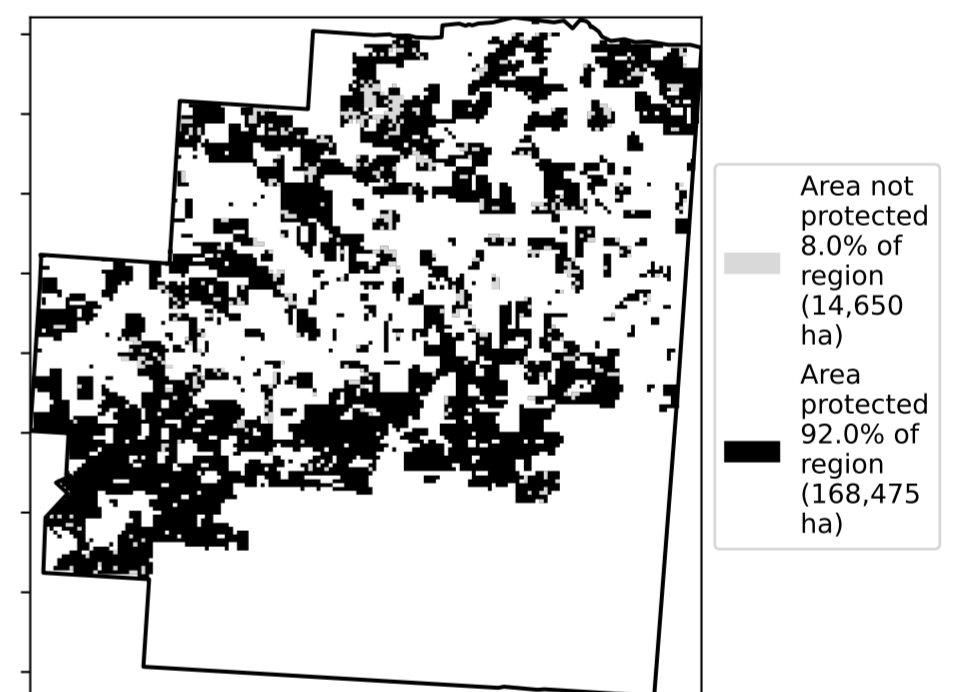 Area not
protected
8.0% of
region
(14,650
ha)
Area
protected
92.0% of
region
(168,475
ha)